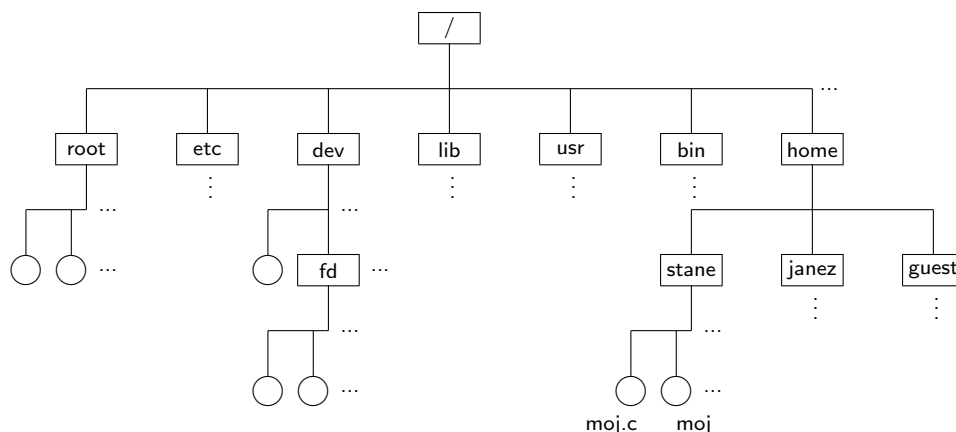 /
...
root etc dev lib usr bin home
... ...
... fd ... stane janez guest
... ...
... ...
moj.c moj